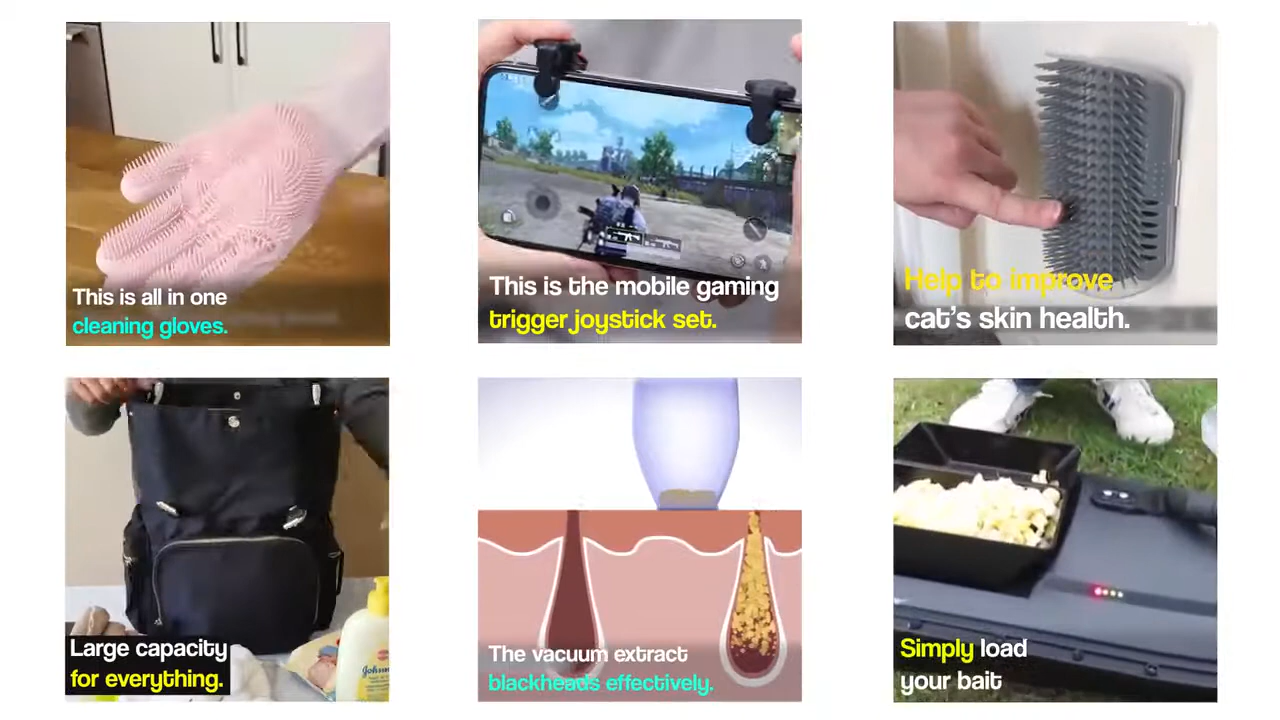 This is all in one
cleaning gloves.
This is the mobile gaming
trigger joystick set.
Help to improve
cat's skin health.
Large capacity
for everything.
Johnson's
The vacuum extract
blackheads effectively.
Simply load
your bait